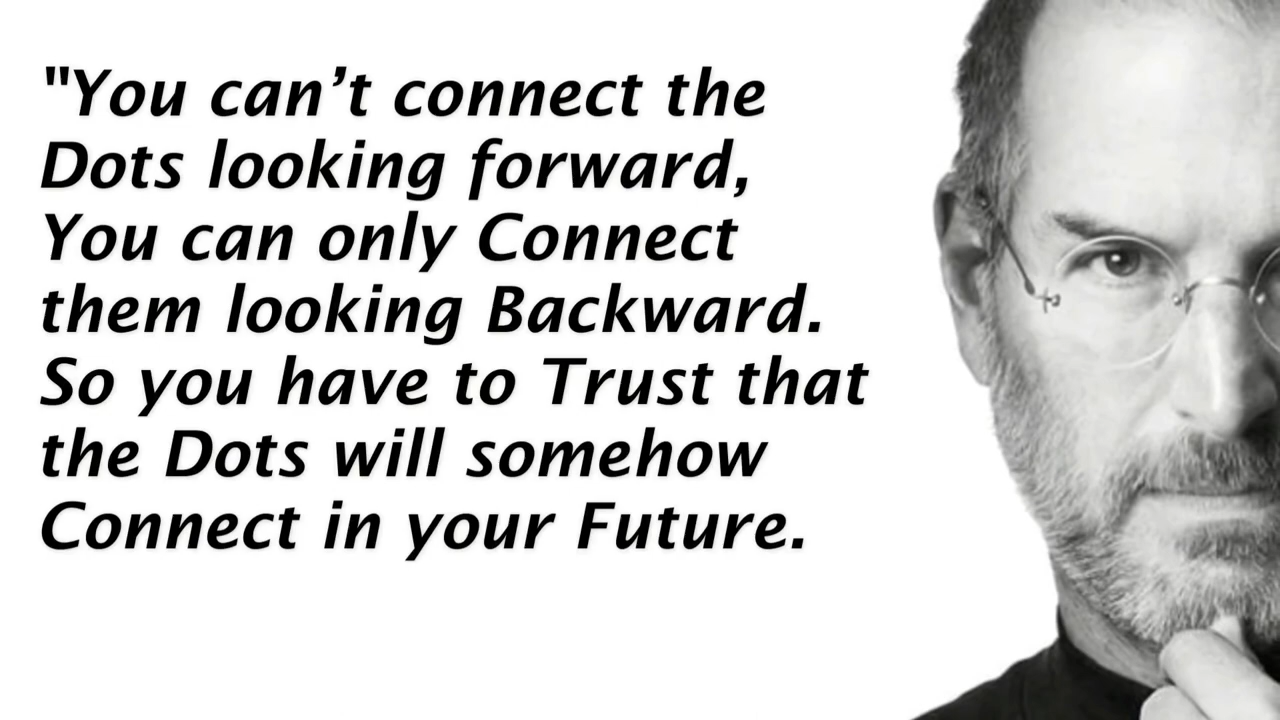 "You can’t connect the
Dots looking forward,
You can only Connect
them looking Backward.
So you have to Trust that
the Dots will somehow
Connect in your Future.